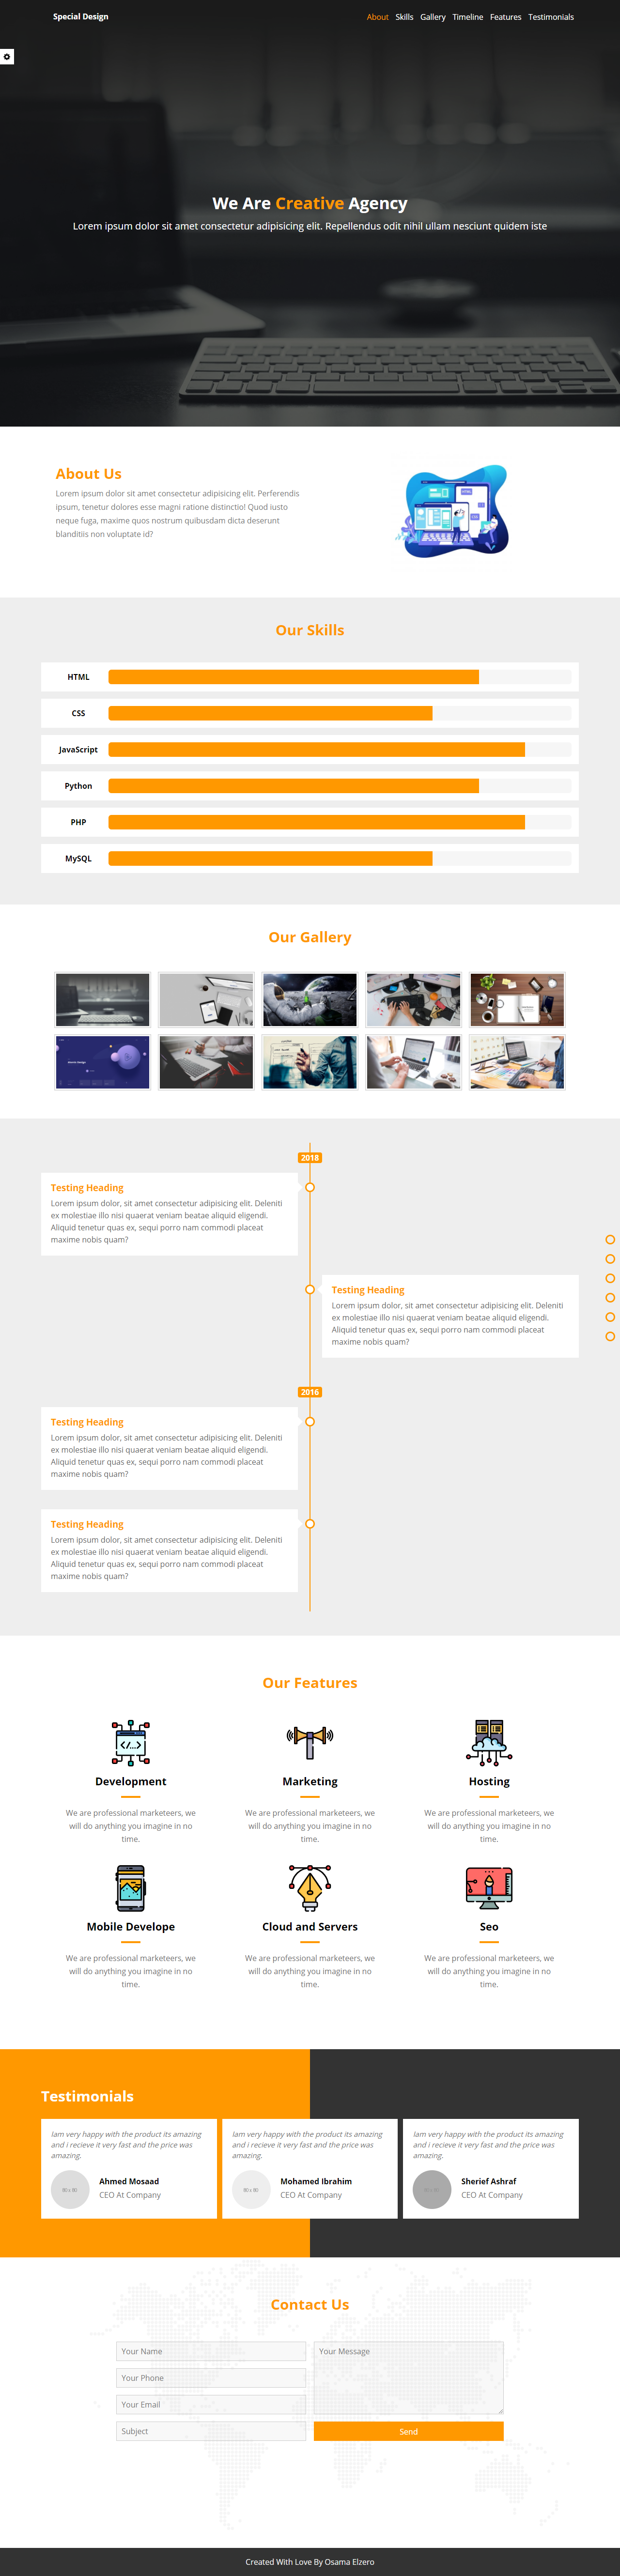 Special Design
About Skills Gallery Timeline Features Testimonials
We Are Creative Agency
Lorem ipsum dolor sit amet consectetur adipisicing elit. Repellendus odit nihil ullam nesciunt quidem iste
About Us
Lorem ipsum dolor sit amet consectetur adipisicing elit. Perferendis
ipsum, tenetur dolores esse magni ratione distinctio! Quod iusto
neque fuga, maxime quos nostrum quibusdam dicta deserunt
blanditiis non voluptate id?
Our Skills
HTML
CSS
JavaScript
Python
PHP
MySQL
Our Gallery
2018
Testing Heading
Lorem ipsum dolor, sit amet consectetur adipisicing elit. Deleniti
ex molestiae illo nisi quaerat veniam beatae aliquid eligendi.
Aliquid tenetur quas ex, sequi porro nam commodi placeat
maxime nobis quam?
Testing Heading
Lorem ipsum dolor, sit amet consectetur adipisicing elit. Deleniti
ex molestiae illo nisi quaerat veniam beatae aliquid eligendi.
Aliquid tenetur quas ex, sequi porro nam commodi placeat
maxime nobis quam?
2016
Testing Heading
Lorem ipsum dolor, sit amet consectetur adipisicing elit. Deleniti
ex molestiae illo nisi quaerat veniam beatae aliquid eligendi.
Aliquid tenetur quas ex, sequi porro nam commodi placeat
maxime nobis quam?
Testing Heading
Lorem ipsum dolor, sit amet consectetur adipisicing elit. Deleniti
ex molestiae illo nisi quaerat veniam beatae aliquid eligendi.
Aliquid tenetur quas ex, sequi porro nam commodi placeat
maxime nobis quam?
Our Features
Development
We are professional marketeers, we
will do anything you imagine in no
time.
Marketing
We are professional marketeers, we
will do anything you imagine in no
time.
Hosting
We are professional marketeers, we
will do anything you imagine in no
time.
Mobile Develope
We are professional marketeers, we
will do anything you imagine in no
time.
Cloud and Servers
We are professional marketeers, we
will do anything you imagine in no
time.
Seo
We are professional marketeers, we
will do anything you imagine in no
time.
Testimonials
Iam very happy with the product its amazing
and i recieve it very fast and the price was
amazing.
80 x 80
Ahmed Mosaad
CEO At Company
Iam very happy with the product its amazing
and i recieve it very fast and the price was
amazing.
80 x 80
Mohamed Ibrahim
CEO At Company
Iam very happy with the product its amazing
and i recieve it very fast and the price was
amazing.
80 x 80
Sherief Ashraf
CEO At Company
Contact Us
Your Name
Your Phone
Your Email
Subject
Your Message
Send
Created With Love By Osama Elzero